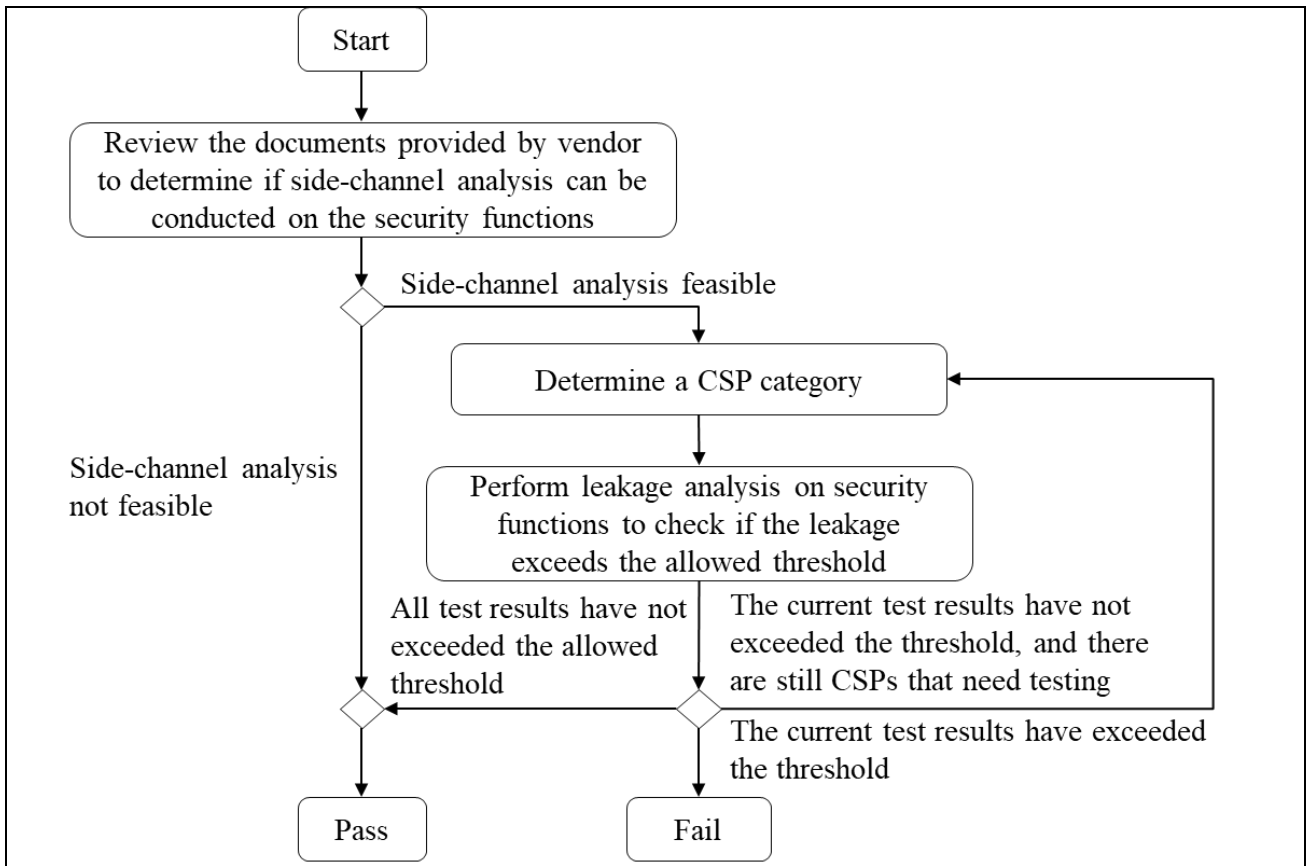 Start
Review the documents provided by vendor
to determine if side-channel analysis can be
conducted on the security functions
Side-channel analysis feasible
Determine a CSP category
Side-channel analysis
not feasible
Perform leakage analysis on security
functions to check if the leakage
exceeds the allowed threshold
All test results have not
exceeded the allowed
threshold
The current test results have not
exceeded the threshold, and there
are still CSPs that need testing
The current test results have exceeded
the threshold
Pass
Fail